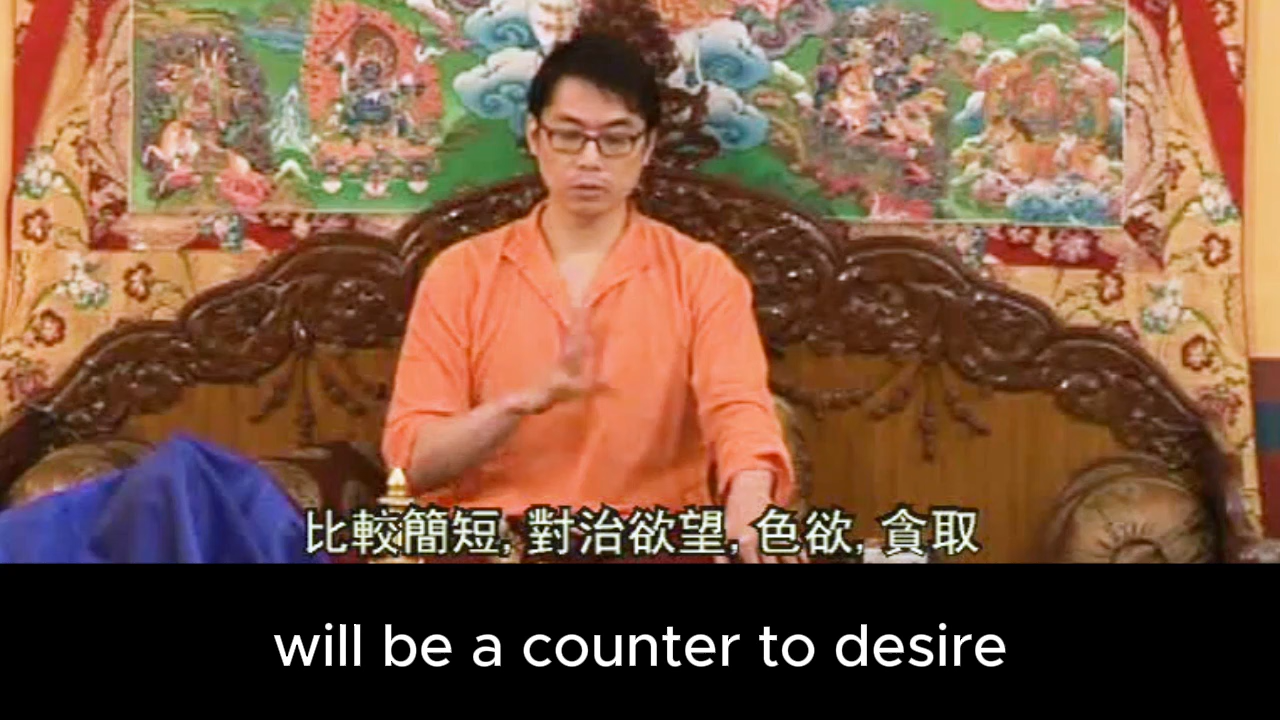 比較簡短, 對治欲望, 色欲, 貪取
will be a counter to desire